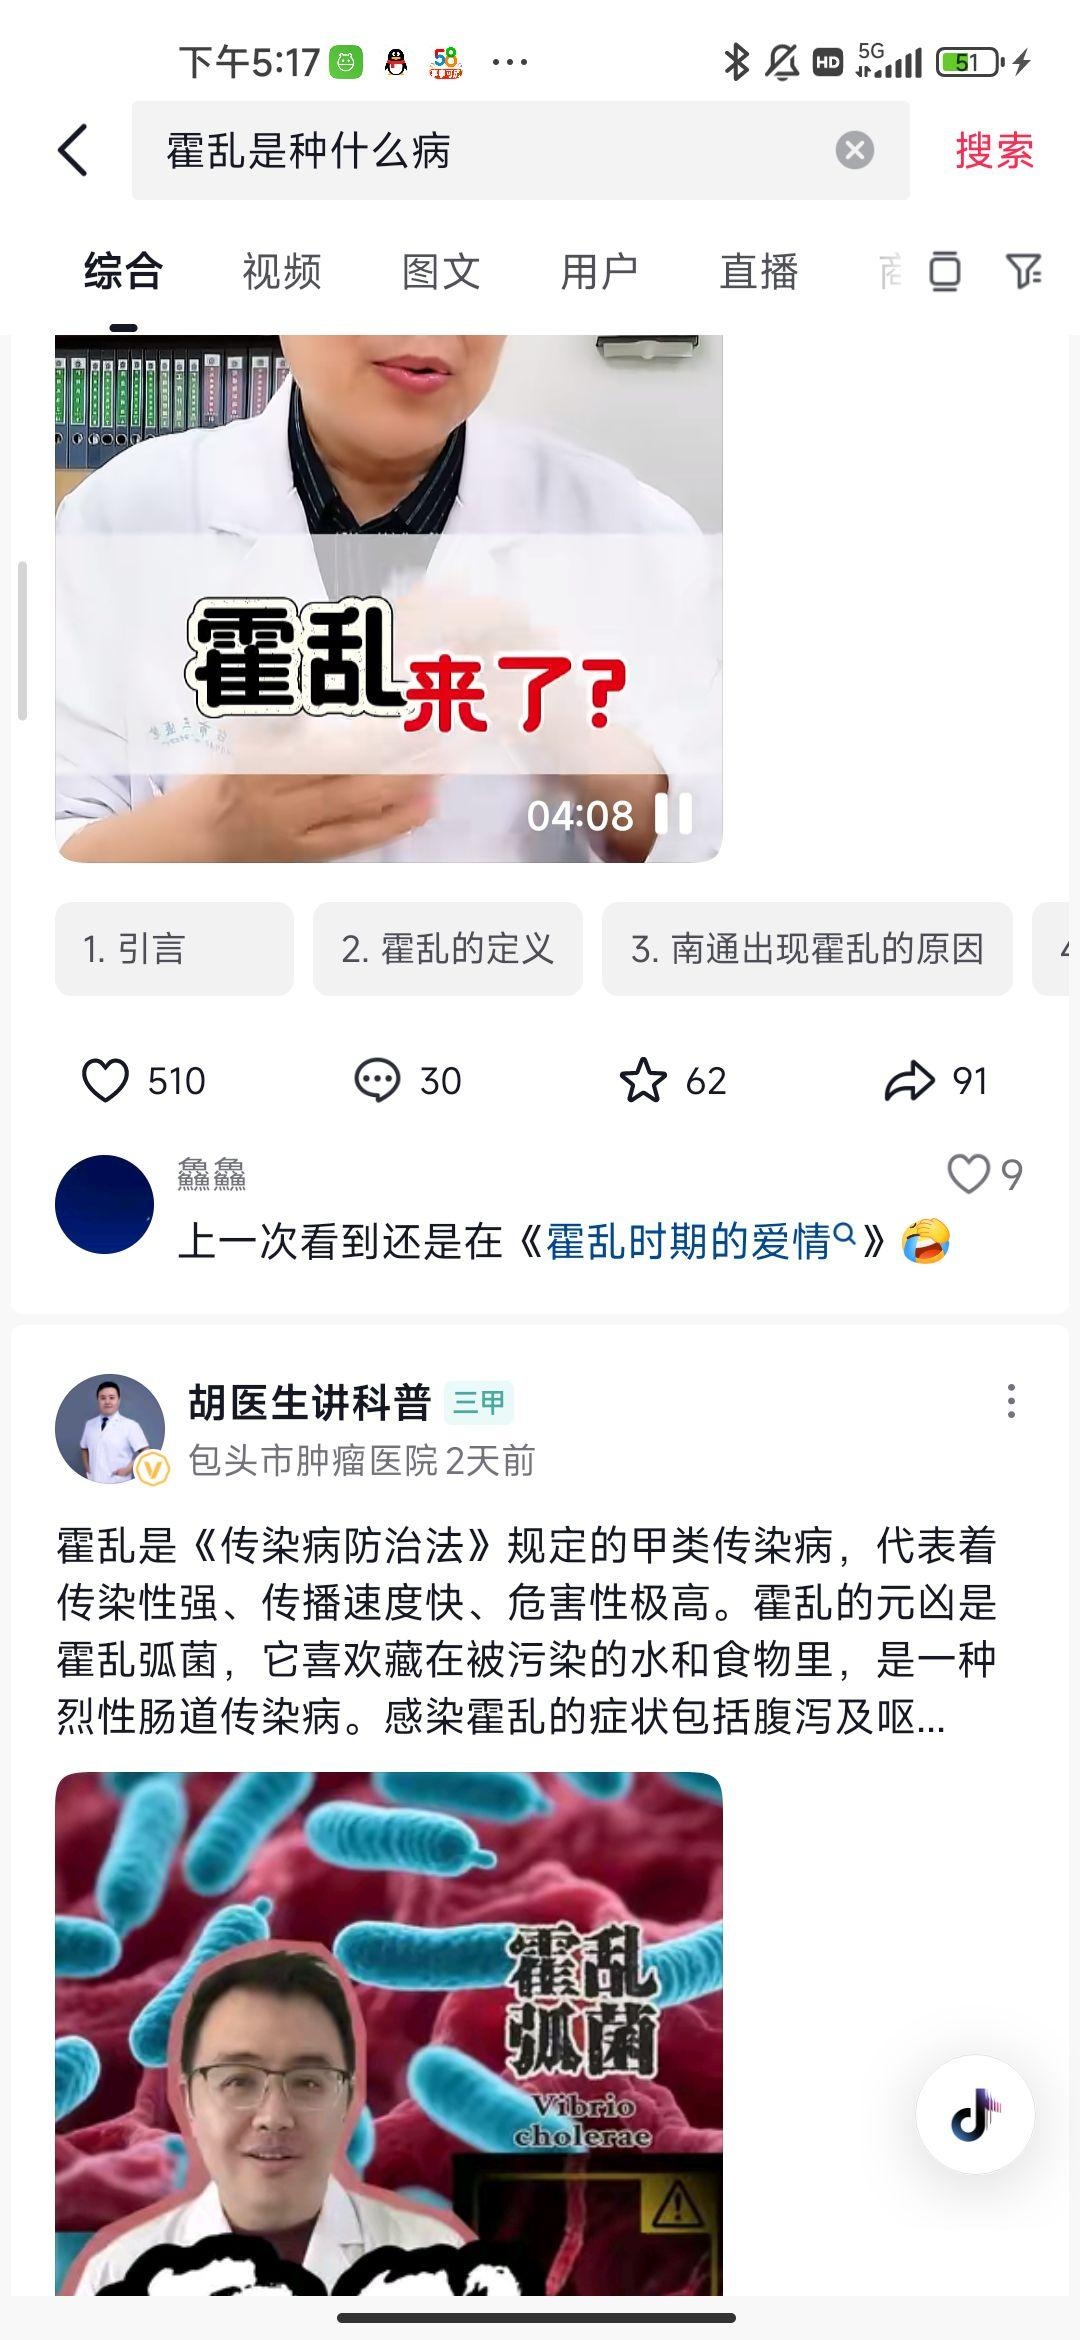 下午5:17
58
...
HD
5G
51
霍乱是种什么病
搜索
综合
视频
图文
用户
直播
霍乱来了?
04:08
1. 引言
2. 霍乱的定义
3. 南通出现霍乱的原因
510
30
62
91
鱻鱻
9
上一次看到还是在《霍乱时期的爱情》
胡医生讲科普 三甲
包头市肿瘤医院 2天前
霍乱是《传染病防治法》规定的甲类传染病，代表着
传染性强、传播速度快、危害性极高。霍乱的元凶是
霍乱弧菌，它喜欢藏在被污染的水和食物里，是一种
烈性肠道传染病。感染霍乱的症状包括腹泻及呕...
霍乱
弧菌
Vibrio
cholerae